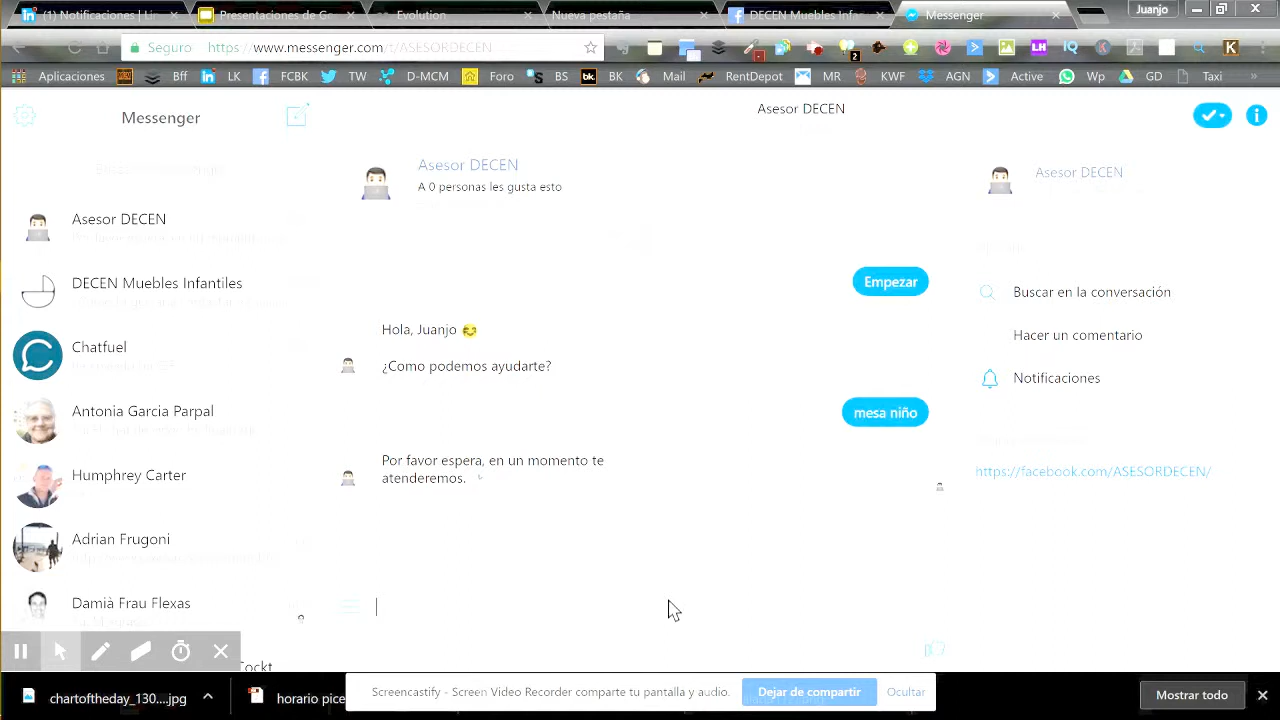 (1) Notificaciones | Lin
Presentaciones de Go
Evolution
Nueva pestaña
DECEN Muebles Infan
Messenger
Juanjo
Seguro
https://www.messenger.com/t/ASESORDECEN
Aplicaciones
Bff
LK
FCBK
TW
D-MCM
Foro
BS
BK
Mail
RentDepot
MR
KWF
AGN
Active
Wp
GD
Taxi
Messenger
Asesor DECEN
DECEN Muebles Infantiles
Chatfuel
Antonia Garcia Parpal
Humphrey Carter
Adrian Frugoni
Damià Frau Flexas
Tockt
Asesor DECEN
Asesor DECEN
A 0 personas les gusta esto
Empezar
Hola, Juanjo
¿Como podemos ayudarte?
mesa niño
Por favor espera, en un momento te
atenderemos.
Asesor DECEN
Buscar en la conversación
Hacer un comentario
Notificaciones
https://facebook.com/ASESORDECEN/
chartoftheday_130....jpg
horario pice
Screencastify - Screen Video Recorder comparte tu pantalla y audio.
Dejar de compartir
Ocultar
Mostrar todo